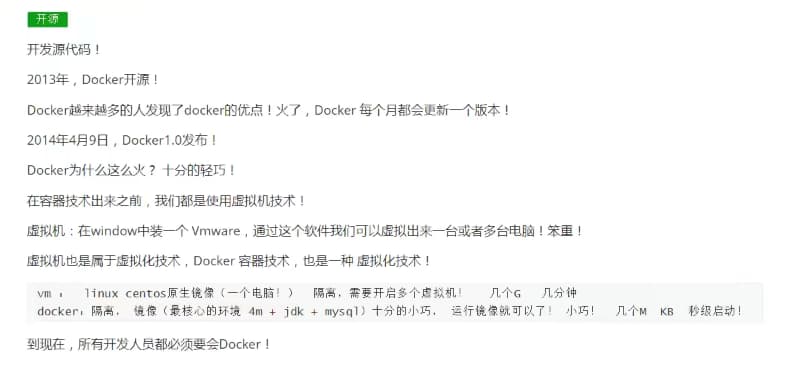 开源
开发源代码！
2013年，Docker开源！
Docker越来越多的人发现了docker的优点！火了，Docker 每个月都会更新一个版本！
2014年4月9日，Docker1.0发布！
Docker为什么这么火？ 十分的轻巧！
在容器技术出来之前，我们都是使用虚拟机技术！
虚拟机：在window中装一个 Vmware，通过这个软件我们可以虚拟出来一台或者多台电脑！笨重！
虚拟机也是属于虚拟化技术，Docker 容器技术，也是一种 虚拟化技术！
vm ： linux centos原生镜像（一个电脑！） 隔离，需要开启多个虚拟机！ 几个G 几分钟
docker：隔离， 镜像（最核心的环境 4m + jdk + mysql）十分的小巧， 运行镜像就可以了！ 小巧！ 几个M KB 秒级启动！
到现在，所有开发人员都必须要会Docker！